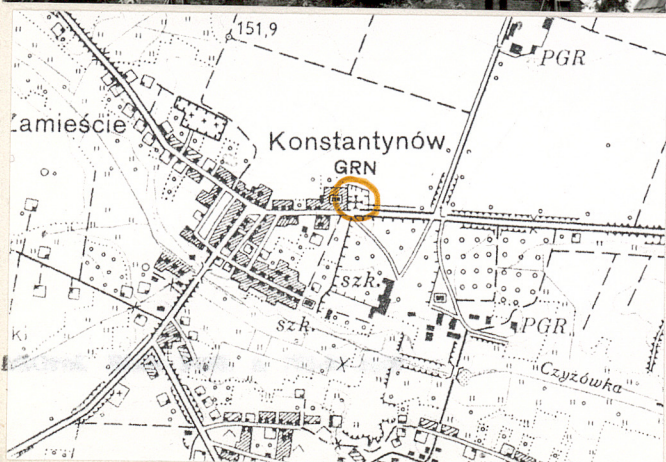 151,9
PGR
Zamieście
Konstantynów
GRN
szk.
szk.
PGR
Czyżówka